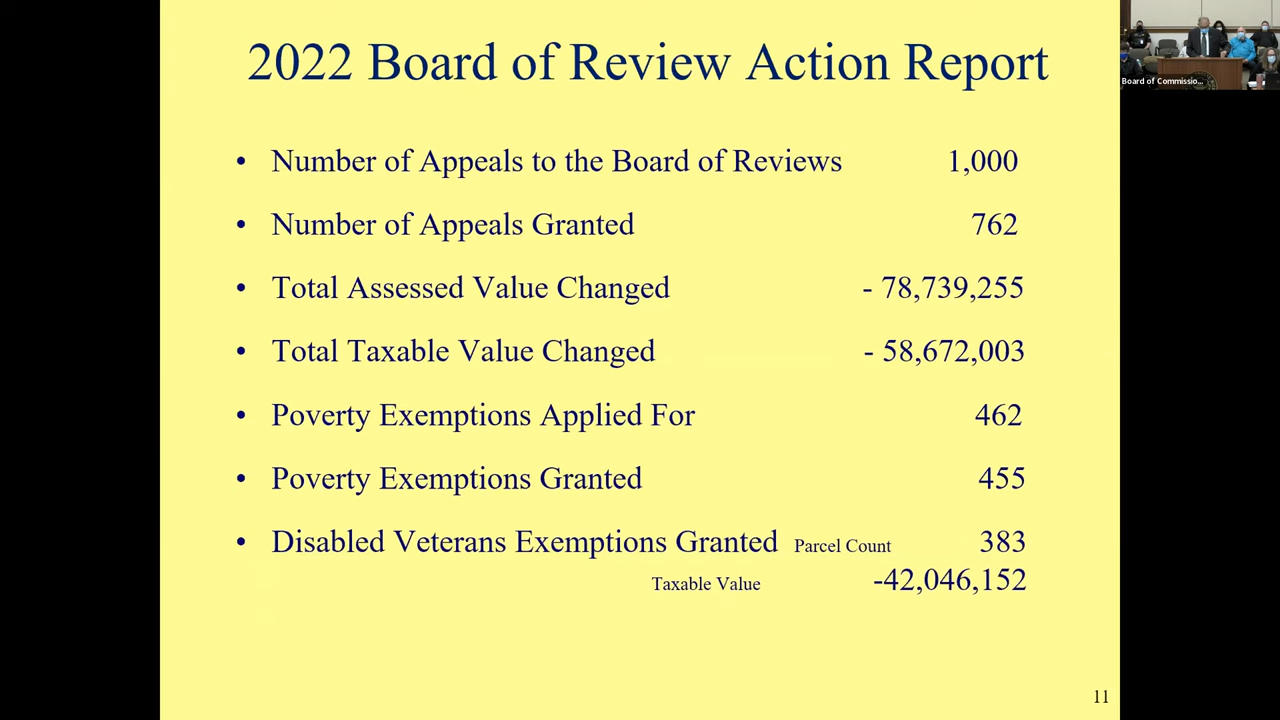 2022 Board of Review Action Report
• Number of Appeals to the Board of Reviews 1,000
• Number of Appeals Granted 762
• Total Assessed Value Changed - 78,739,255
• Total Taxable Value Changed - 58,672,003
• Poverty Exemptions Applied For 462
• Poverty Exemptions Granted 455
• Disabled Veterans Exemptions Granted Parcel Count 383
Taxable Value -42,046,152
11
Board of Commissio...